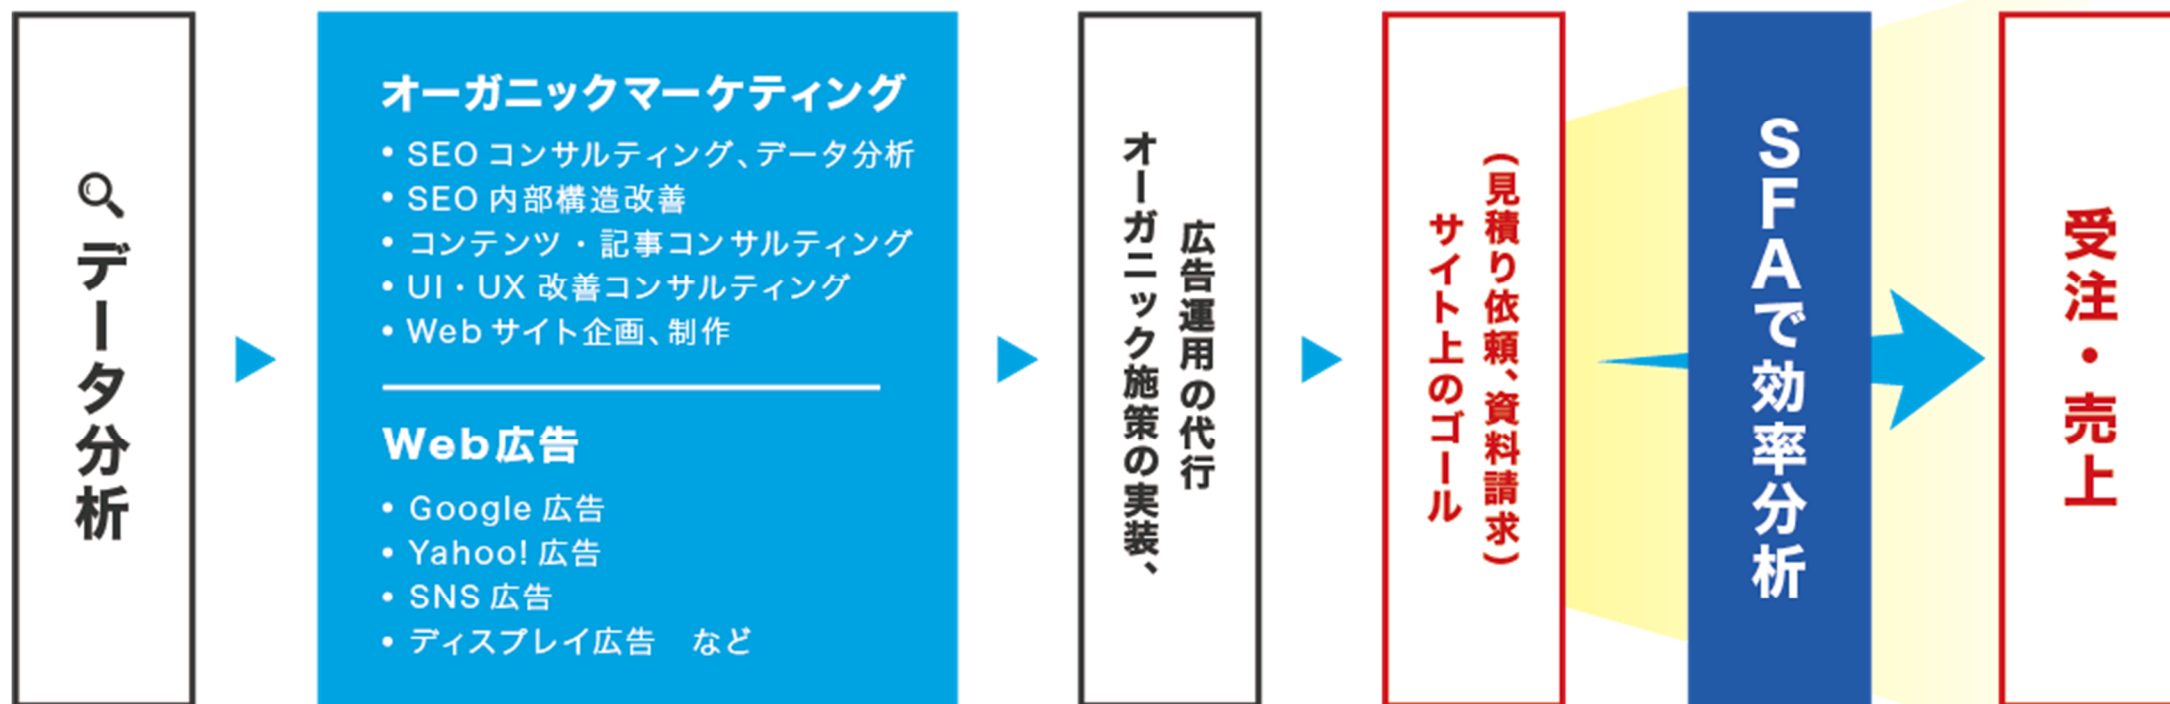 データ分析
オーガニックマーケティング
• SEO コンサルティング、データ分析
• SEO 内部構造改善
• コンテンツ・記事コンサルティング
• UI・UX 改善コンサルティング
• Web サイト企画、制作
Web広告
• Google 広告
• Yahoo! 広告
• SNS 広告
• ディスプレイ広告　など
オーガニック施策の実装、
広告運用の代行
サイト上のゴール
(見積り依頼、資料請求)
SFAで効率分析
受注・売上